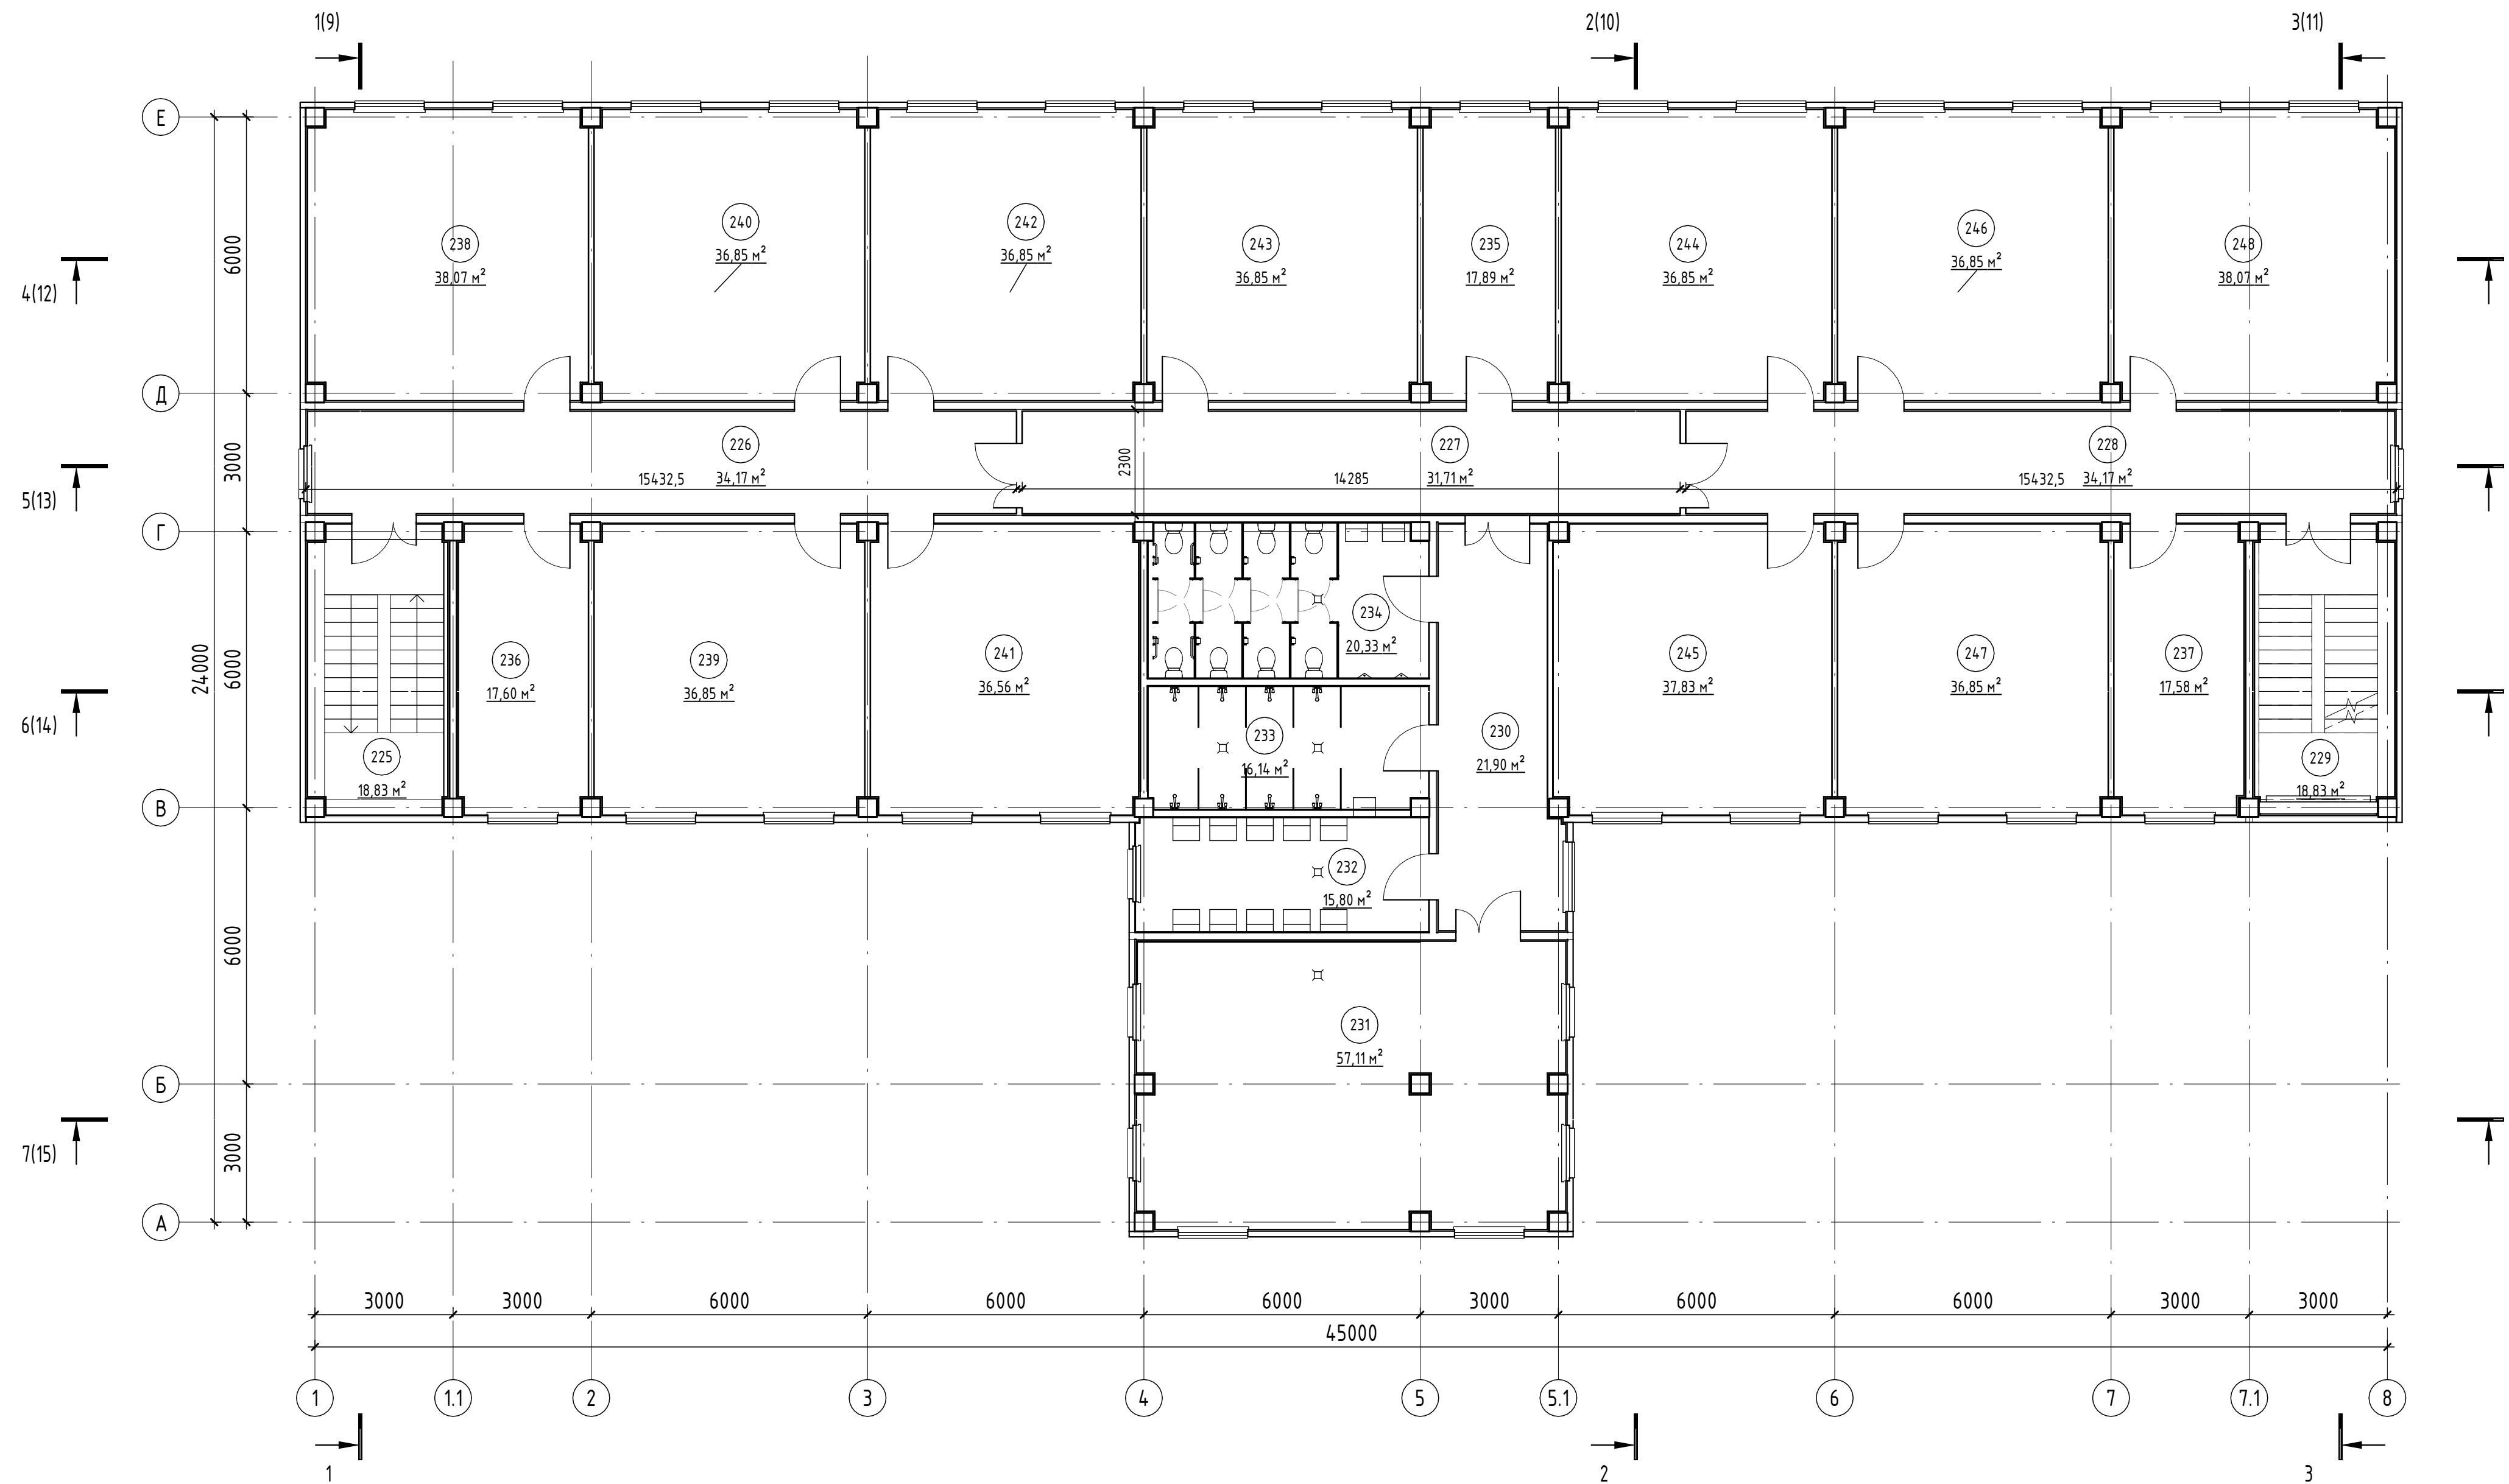 1(9)
2(10)
3(11)
Е
238
38,07 м²
240
36,85 м²
242
36,85 м²
243
36,85 м²
235
17,89 м²
244
36,85 м²
246
36,85 м²
248
38,07 м²
6000
4(12)
Д
226
15432,5
34,17 м²
2300
227
14285
31,71 м²
228
15432,5
34,17 м²
3000
5(13)
Г
24000
6000
225
18,83 м²
236
17,60 м²
239
36,85 м²
241
36,56 м²
234
20,33 м²
233
16,14 м²
230
21,90 м²
245
37,83 м²
247
36,85 м²
237
17,58 м²
229
18,83 м²
6(14)
В
232
15,80 м²
6000
231
57,11 м²
Б
7(15)
3000
А
3000
3000
6000
6000
6000
3000
6000
6000
3000
3000
45000
1
1.1
2
3
4
5
5.1
6
7
7.1
8
1
2
3